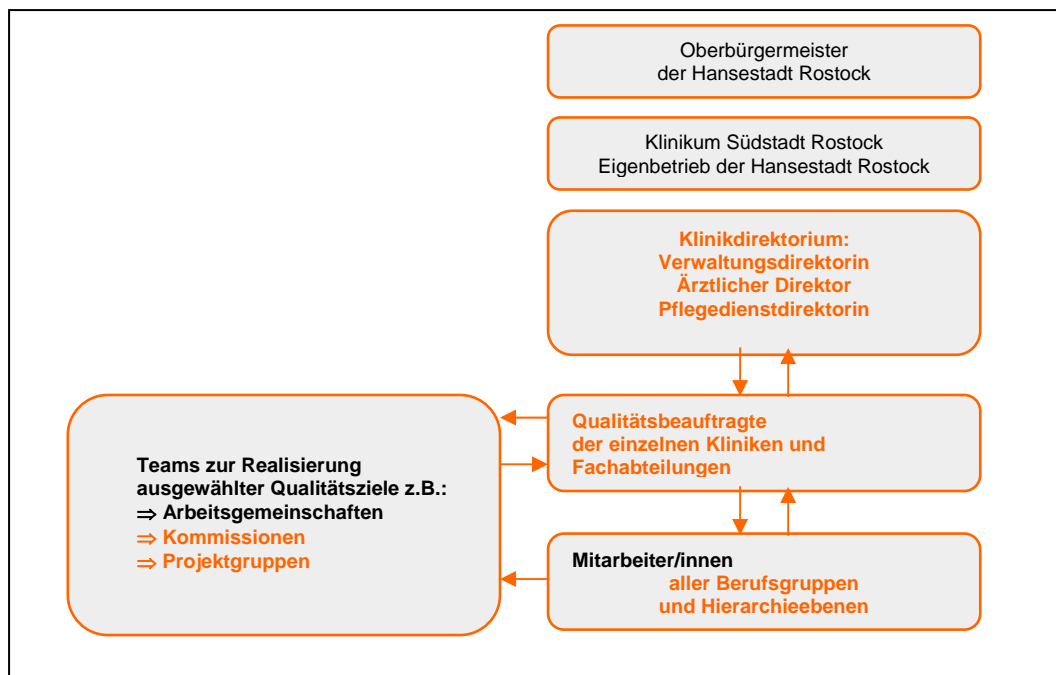 Oberbürgermeister
der Hansestadt Rostock
Klinikum Südstadt Rostock
Eigenbetrieb der Hansestadt Rostock
Klinikdirektorium:
Verwaltungsdirektorin
Ärztlicher Direktor
Pflegedienstdirektorin
Qualitätsbeauftragte
der einzelnen Kliniken und
Fachabteilungen
Teams zur Realisierung
ausgewählter Qualitätsziele z.B.:
⇒ Arbeitsgemeinschaften
⇒ Kommissionen
⇒ Projektgruppen
Mitarbeiter/innen
aller Berufsgruppen
und Hierarchieebenen